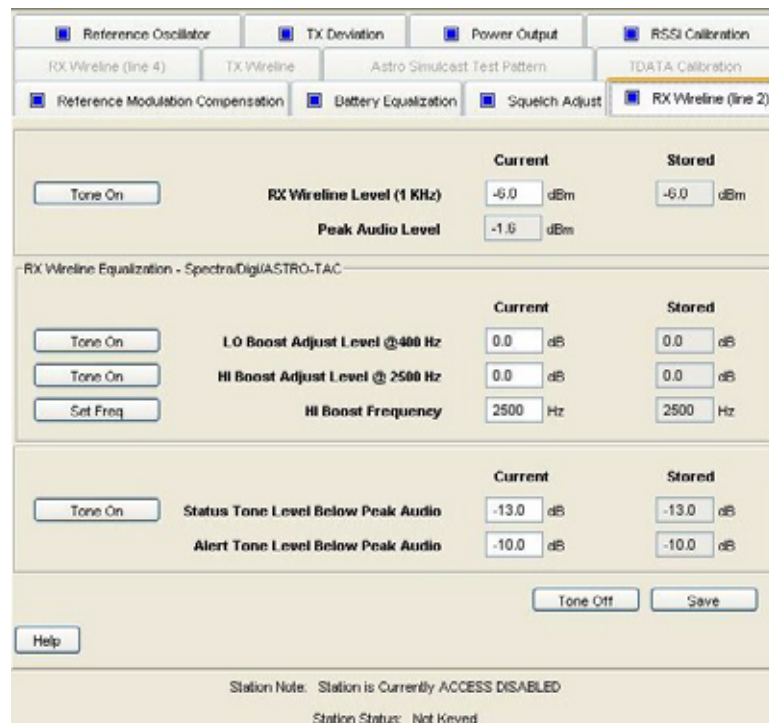 Reference Oscillator TX Deviation Power Output RSSI Calibration
RX Wireline (line 4) TX Wireline Astro Simulcast Test Pattern TDATA Calibration
Reference Modulation Compensation Battery Equalization Squelch Adjust RX Wireline (line 2)
Current Stored
Tone On RX Wireline Level (1 KHz) -6.0 dBm -6.0 dBm
Peak Audio Level -1.6 dBm
RX Wireline Equalization - Spectra/Digi/ASTRO-TAC
Current Stored
Tone On LO Boost Adjust Level @400 Hz 0.0 dB 0.0 dB
Tone On HI Boost Adjust Level @ 2500 Hz 0.0 dB 0.0 dB
Set Freq HI Boost Frequency 2500 Hz 2500 Hz
Current Stored
Tone On Status Tone Level Below Peak Audio -13.0 dB -13.0 dB
Alert Tone Level Below Peak Audio -10.0 dB -10.0 dB
Tone Off Save
Help
Station Note: Station is Currently ACCESS DISABLED
Station Status: Not Keyed